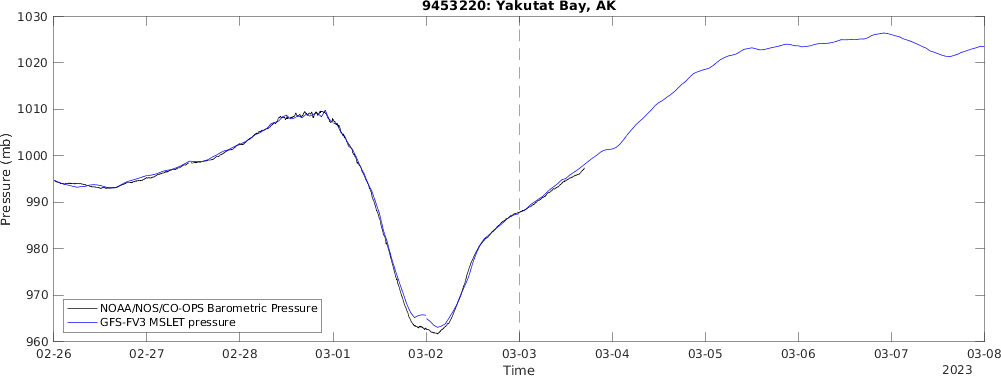 9453220: Yakutat Bay, AK
Pressure (mb)
1030
1020
1010
1000
990
980
970
960
NOAA/NOS/CO-OPS Barometric Pressure
GFS-FV3 MSLET pressure
02-26 02-27 02-28 03-01 03-02 03-03 03-04 03-05 03-06 03-07 03-08
Time
2023